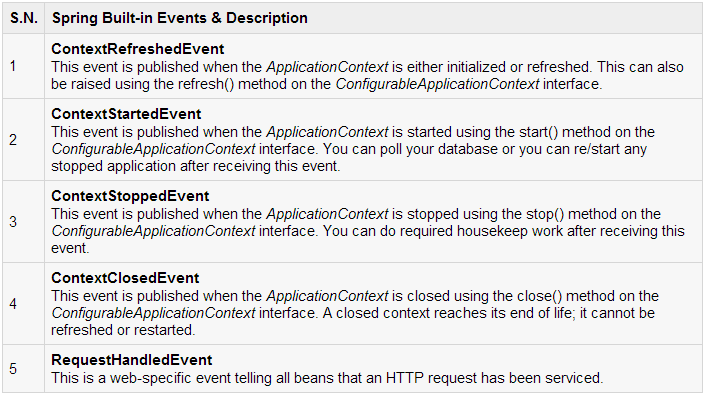 S.N. Spring Built-in Events & Description
1
ContextRefreshedEvent
This event is published when the ApplicationContext is either initialized or refreshed. This can also
be raised using the refresh() method on the ConfigurableApplicationContext interface.
2
ContextStartedEvent
This event is published when the ApplicationContext is started using the start() method on the
ConfigurableApplicationContext interface. You can poll your database or you can re/start any
stopped application after receiving this event.
3
ContextStoppedEvent
This event is published when the ApplicationContext is stopped using the stop() method on the
ConfigurableApplicationContext interface. You can do required housekeep work after receiving this
event.
4
ContextClosedEvent
This event is published when the ApplicationContext is closed using the close() method on the
ConfigurableApplicationContext interface. A closed context reaches its end of life; it cannot be
refreshed or restarted.
5
RequestHandledEvent
This is a web-specific event telling all beans that an HTTP request has been serviced.